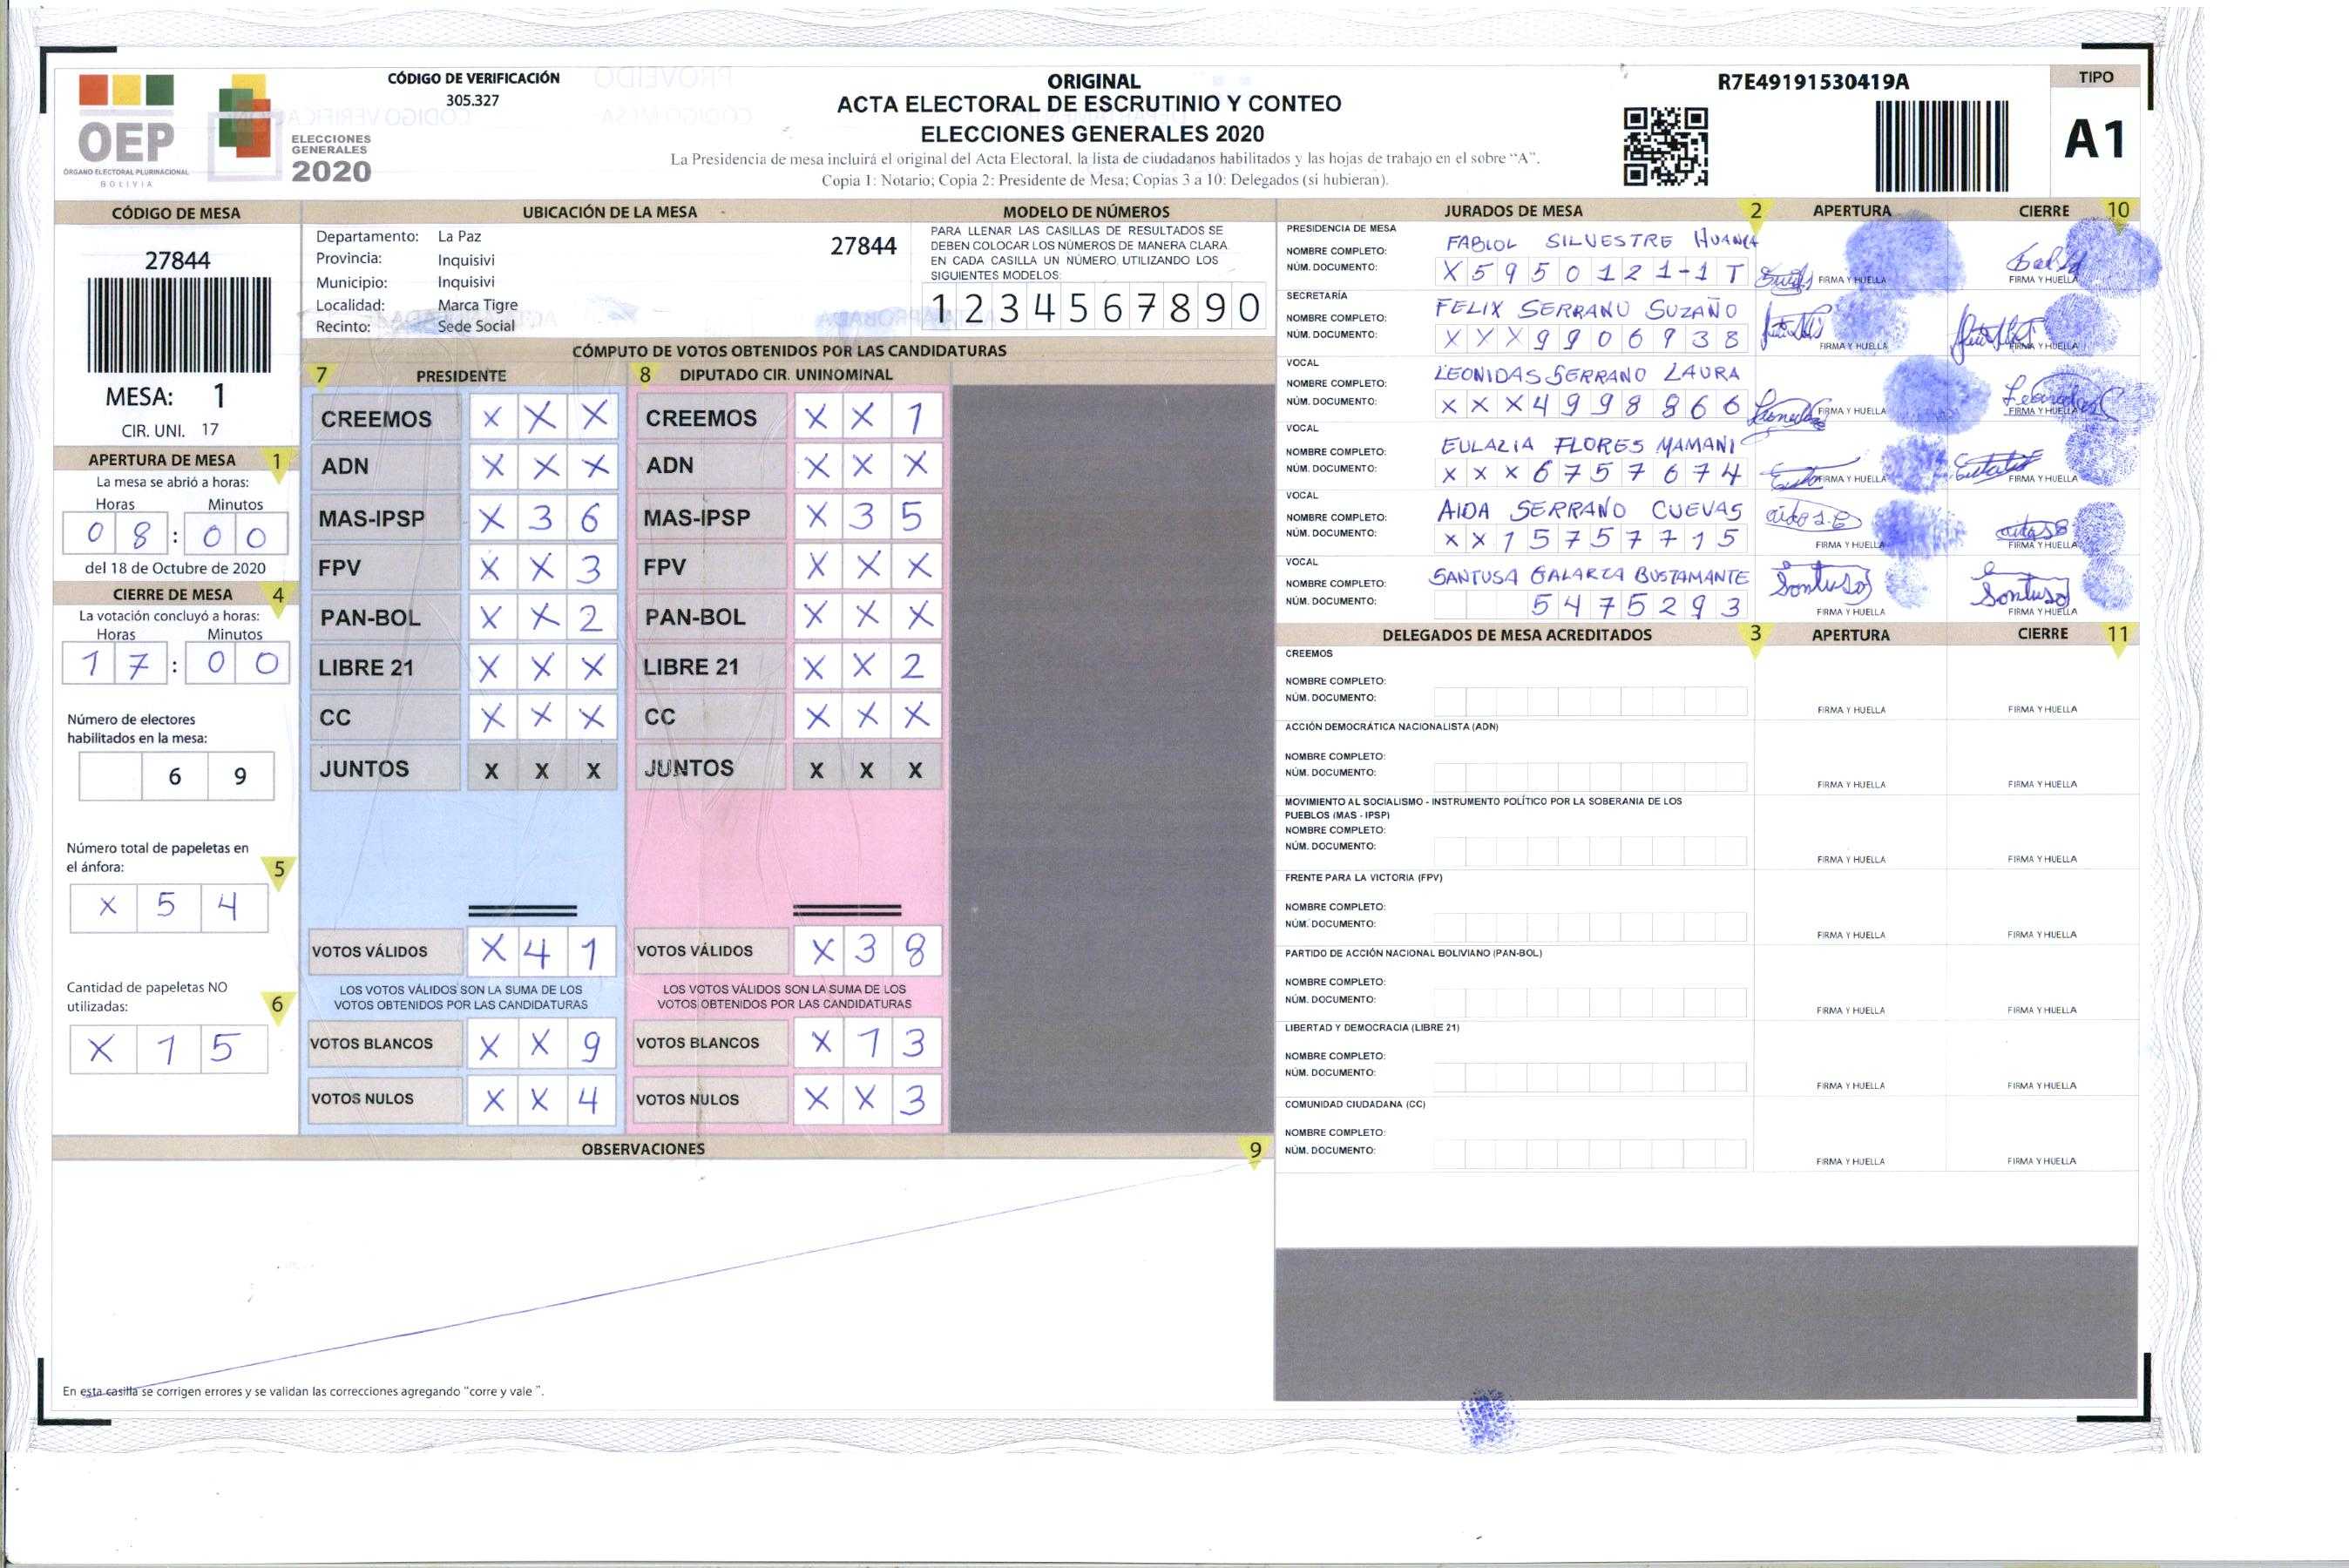 CÓDIGO DE VERIFICACIÓN
305.327
OEP
ÓRGANO ELECTORAL PLURINACIONAL
BOLIVIA
ELECCIONES
GENERALES
2020
ORIGINAL
ACTA ELECTORAL DE ESCRUTINIO Y CONTEO
ELECCIONES GENERALES 2020
La Presidencia de mesa incluirá el original del Acta Electoral, la lista de ciudadanos habilitados y las hojas de trabajo en el sobre “A”.
Copia 1: Notario; Copia 2: Presidente de Mesa; Copias 3 a 10: Delegados (si hubieran).
R7E49191530419A
TIPO
A1
CÓDIGO DE MESA
27844
MESA: 1
CIR. UNI. 17
APERTURA DE MESA 1
La mesa se abrió a horas:
Horas Minutos
0 8 : 0 0
del 18 de Octubre de 2020
CIERRE DE MESA 4
La votación concluyó a horas:
Horas Minutos
1 7 : 0 0
Número de electores
habilitados en la mesa:
6 9
Número total de papeletas en
el ánfora: 5
X 5 4
Cantidad de papeletas NO
utilizadas: 6
X 1 5
UBICACIÓN DE LA MESA
Departamento: La Paz
Provincia: Inquisivi
Municipio: Inquisivi
Localidad: Marca Tigre
Recinto: Sede Social
27844
MODELO DE NÚMEROS
PARA LLENAR LAS CASILLAS DE RESULTADOS SE
DEBEN COLOCAR LOS NÚMEROS DE MANERA CLARA
EN CADA CASILLA UN NÚMERO, UTILIZANDO LOS
SIGUIENTES MODELOS:
1 2 3 4 5 6 7 8 9 0
CÓMPUTO DE VOTOS OBTENIDOS POR LAS CANDIDATURAS
7 PRESIDENTE
CREEMOS X X X
ADN X X X
MAS-IPSP X 3 6
FPV X X 3
PAN-BOL X X 2
LIBRE 21 X X X
CC X X X
JUNTOS X X X
VOTOS VÁLIDOS X 4 1
LOS VOTOS VÁLIDOS SON LA SUMA DE LOS
VOTOS OBTENIDOS POR LAS CANDIDATURAS
VOTOS BLANCOS X X 9
VOTOS NULOS X X 4
8 DIPUTADO CIR. UNINOMINAL
CREEMOS X X 1
ADN X X X
MAS-IPSP X 3 5
FPV X X X
PAN-BOL X X X
LIBRE 21 X X 2
CC X X X
JUNTOS X X X
VOTOS VÁLIDOS X 3 8
LOS VOTOS VÁLIDOS SON LA SUMA DE LOS
VOTOS OBTENIDOS POR LAS CANDIDATURAS
VOTOS BLANCOS X 1 3
VOTOS NULOS X X 3
OBSERVACIONES 9
En esta casilla se corrigen errores y se validan las correcciones agregando “corre y vale”.
JURADOS DE MESA 2 APERTURA CIERRE 10
PRESIDENCIA DE MESA
NOMBRE COMPLETO: FABIOL SILVESTRE HUANCA
NÚM. DOCUMENTO: X 5 9 5 0 1 2 1 - 1 T FIRMA Y HUELLA FIRMA Y HUELLA
SECRETARÍA
NOMBRE COMPLETO: FELIX SERRANO SUZAÑO
NÚM. DOCUMENTO: X X X 9 9 0 6 9 3 8 FIRMA Y HUELLA FIRMA Y HUELLA
VOCAL
NOMBRE COMPLETO: LEONIDAS SERRANO LAURA
NÚM. DOCUMENTO: X X X 4 9 9 8 8 6 6 FIRMA Y HUELLA FIRMA Y HUELLA
VOCAL
NOMBRE COMPLETO: EULALIA FLORES MAMANI
NÚM. DOCUMENTO: X X X 6 7 5 7 6 7 4 FIRMA Y HUELLA FIRMA Y HUELLA
VOCAL
NOMBRE COMPLETO: AIDA SERRANO CUEVAS
NÚM. DOCUMENTO: X X 1 5 7 5 7 7 1 5 FIRMA Y HUELLA FIRMA Y HUELLA
VOCAL
NOMBRE COMPLETO: SANTUSA GALARZA BUSTAMANTE Santusa Santusa
NÚM. DOCUMENTO: 5 4 7 5 2 9 3 FIRMA Y HUELLA FIRMA Y HUELLA
DELEGADOS DE MESA ACREDITADOS 3 APERTURA CIERRE 11
CREEMOS
NOMBRE COMPLETO:
NÚM. DOCUMENTO: FIRMA Y HUELLA FIRMA Y HUELLA
ACCIÓN DEMOCRÁTICA NACIONALISTA (ADN)
NOMBRE COMPLETO:
NÚM. DOCUMENTO: FIRMA Y HUELLA FIRMA Y HUELLA
MOVIMIENTO AL SOCIALISMO - INSTRUMENTO POLÍTICO POR LA SOBERANIA DE LOS
PUEBLOS (MAS - IPSP)
NOMBRE COMPLETO:
NÚM. DOCUMENTO: FIRMA Y HUELLA FIRMA Y HUELLA
FRENTE PARA LA VICTORIA (FPV)
NOMBRE COMPLETO:
NÚM. DOCUMENTO: FIRMA Y HUELLA FIRMA Y HUELLA
PARTIDO DE ACCIÓN NACIONAL BOLIVIANO (PAN-BOL)
NOMBRE COMPLETO:
NÚM. DOCUMENTO: FIRMA Y HUELLA FIRMA Y HUELLA
LIBERTAD Y DEMOCRACIA (LIBRE 21)
NOMBRE COMPLETO:
NÚM. DOCUMENTO: FIRMA Y HUELLA FIRMA Y HUELLA
COMUNIDAD CIUDADANA (CC)
NOMBRE COMPLETO:
NÚM. DOCUMENTO: FIRMA Y HUELLA FIRMA Y HUELLA